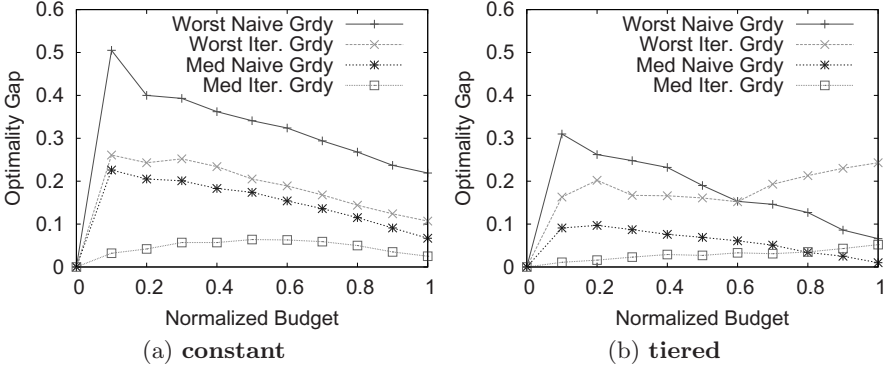 0.6
0.5
0.4
0.3
0.2
0.1
0
Optimality Gap
Worst Naive Grdy
Worst Iter. Grdy
Med Naive Grdy
Med Iter. Grdy
0 0.2 0.4 0.6 0.8 1
Normalized Budget
(a) constant
0.6
0.5
0.4
0.3
0.2
0.1
0
Optimality Gap
Worst Naive Grdy
Worst Iter. Grdy
Med Naive Grdy
Med Iter. Grdy
0 0.2 0.4 0.6 0.8 1
Normalized Budget
(b) tiered